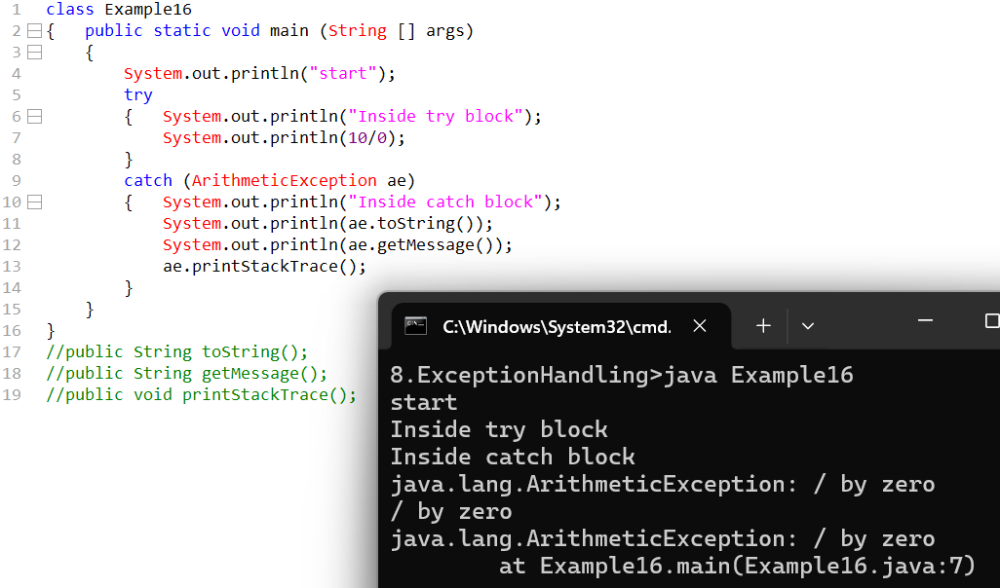 1 class Example16
2 { public static void main (String [] args)
3 {
4 System.out.println("start");
5 try
6 { System.out.println("Inside try block");
7 System.out.println(10/0);
8 }
9 catch (ArithmeticException ae)
10 { System.out.println("Inside catch block");
11 System.out.println(ae.toString());
12 System.out.println(ae.getMessage());
13 ae.printStackTrace();
14 }
15 }
16 }
17 //public String toString();
18 //public String getMessage();
19 //public void printStackTrace();
C:\Windows\System32\cmd.
8.ExceptionHandling>java Example16
start
Inside try block
Inside catch block
java.lang.ArithmeticException: / by zero
/ by zero
java.lang.ArithmeticException: / by zero
at Example16.main(Example16.java:7)